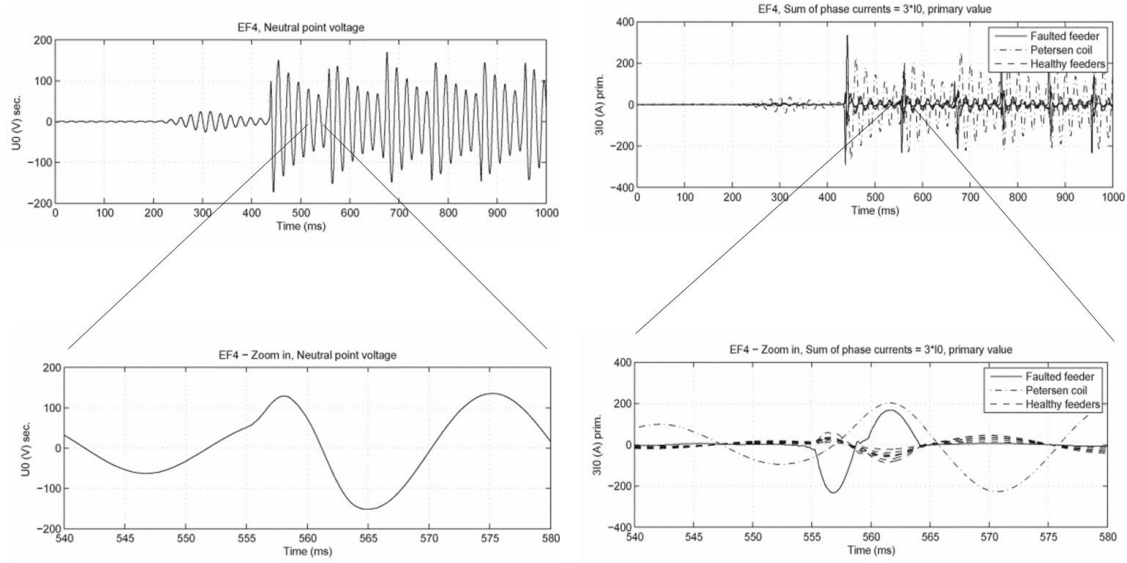 EF4, Neutral point voltage
200
100
0
−100
−200
U0 (V) sec.
0 100 200 300 400 500 600 700 800 900 1000
Time (ms)
EF4, Sum of phase currents = 3*I0, primary value
400
200
0
−200
−400
3I0 (A) prim.
Faulted feeder
Petersen coil
Healthy feeders
0 100 200 300 400 500 600 700 800 900 1000
Time (ms)
EF4 − Zoom in, Neutral point voltage
200
100
0
−100
−200
U0 (V) sec.
540 545 550 555 560 565 570 575 580
Time (ms)
EF4 − Zoom in, Sum of phase currents = 3*I0, primary value
400
200
0
−200
−400
3I0 (A) prim.
Faulted feeder
Petersen coil
Healthy feeders
540 545 550 555 560 565 570 575 580
Time (ms)